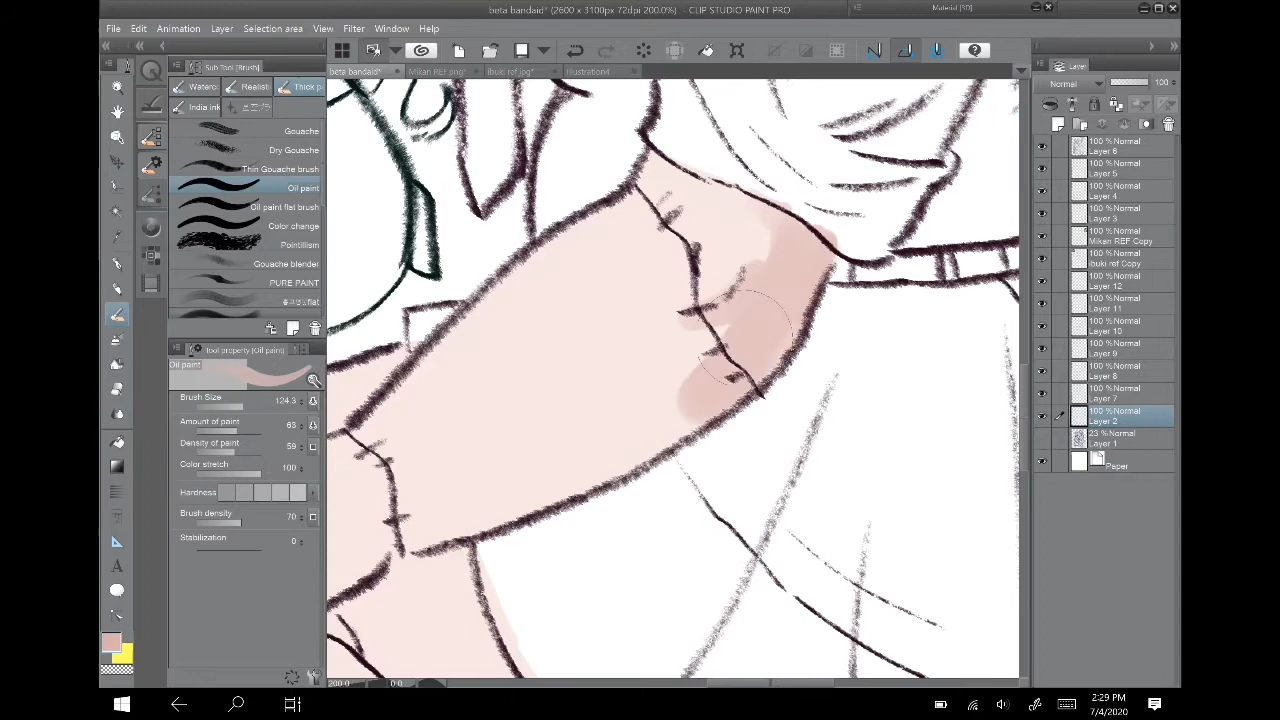 beta bandaid* (2600 x 3100px 72dpi 200.0%) - CLIP STUDIO PAINT PRO
Material [3D]
File Edit Animation Layer Selection area View Filter Window Help
Sub Tool [Brush]
Layer
beta bandaid*
Mikan REF.png*
ibuki ref.jpg*
Illustration4
Waterc
Realisti
Thick p
India ink
Normal
100
Gouache
Dry Gouache
Thin Gouache brush
Oil paint
Oil paint flat brush
Color change
Pointillism
Gouache blender
PURE PAINT
Tool property [Oil paint]
Oil paint
Brush Size 124.3
Amount of paint 63
Density of paint 59
Color stretch 100
Hardness
Brush density 70
Stabilization 0
100 %Normal
Layer 6
100 %Normal
Layer 5
100 %Normal
Layer 4
100 %Normal
Layer 3
100 %Normal
Mikan REF Copy
100 %Normal
ibuki ref Copy
100 %Normal
Layer 12
100 %Normal
Layer 11
100 %Normal
Layer 10
100 %Normal
Layer 9
100 %Normal
Layer 8
100 %Normal
Layer 7
100 %Normal
Layer 2
23 %Normal
Layer 1
Paper
200.0
0.0
2:29 PM
7/4/2020